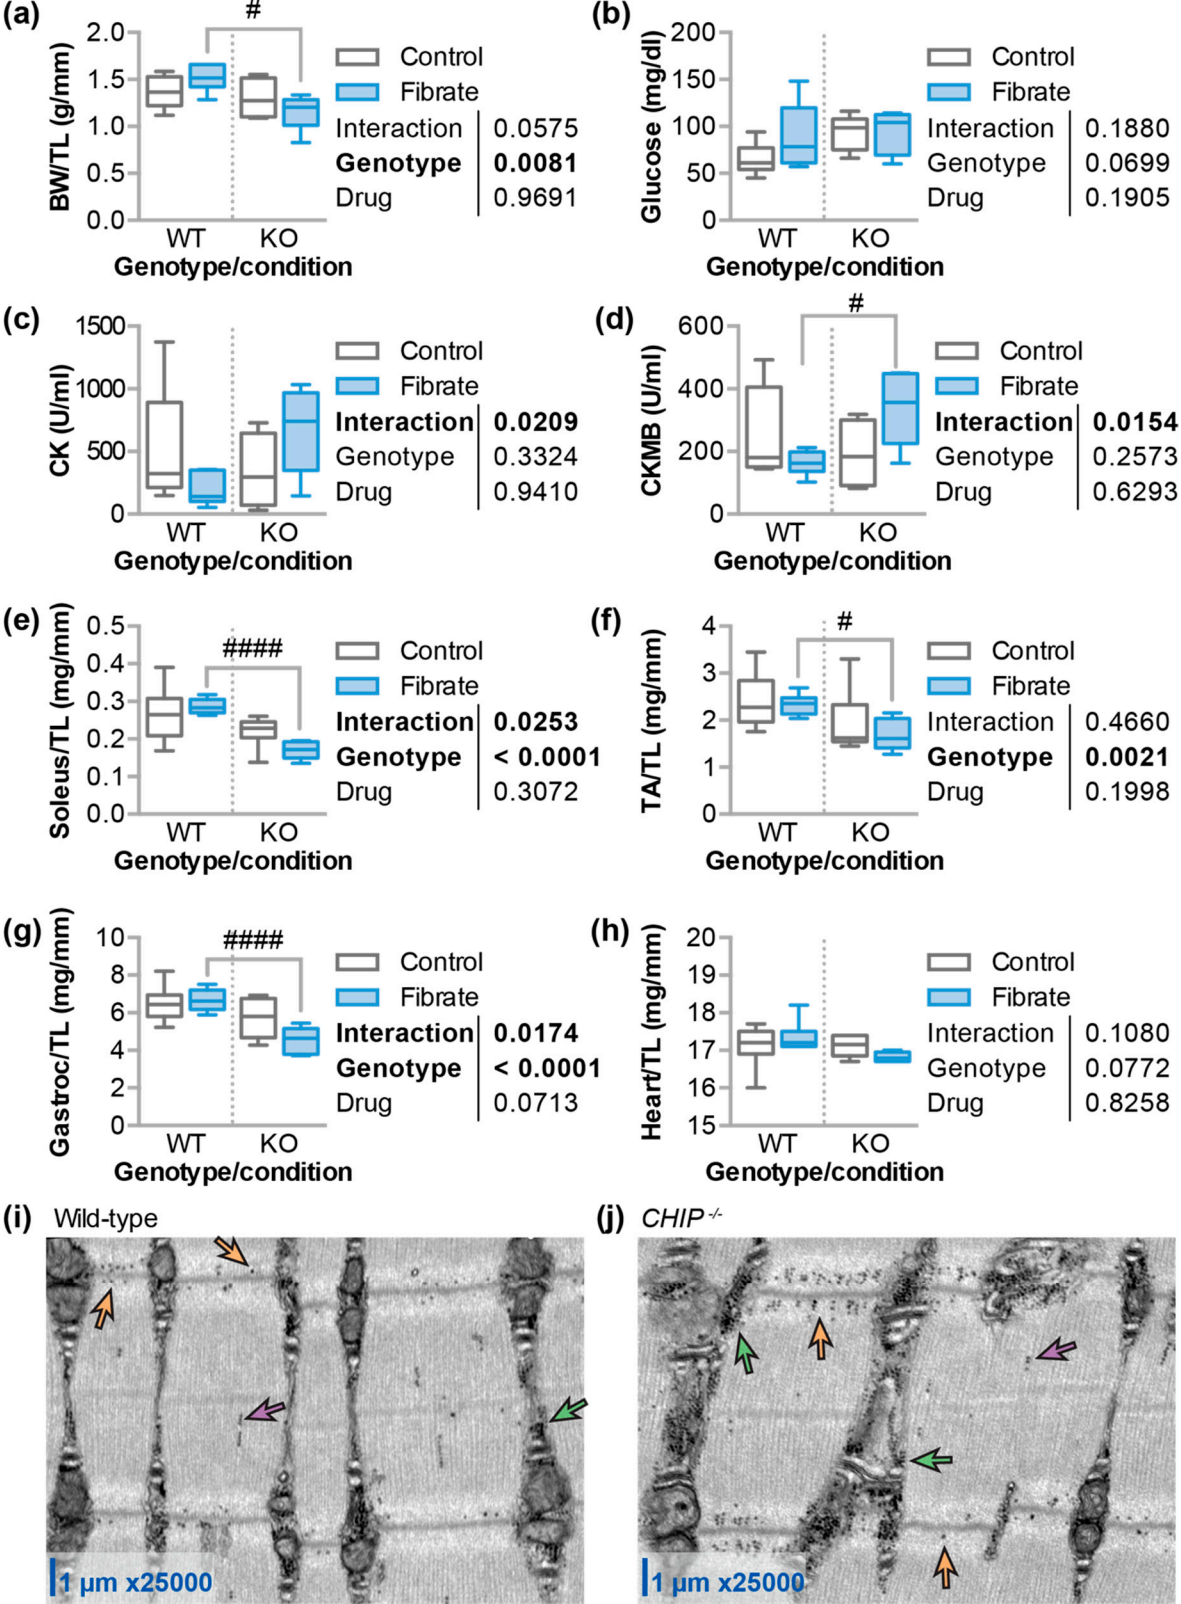 (a)
#
BW/TL (g/mm)
2.0
1.5
1.0
0.5
0.0
WT KO
Genotype/condition
Control
Fibrate
Interaction 0.0575
Genotype 0.0081
Drug 0.9691
(b)
Glucose (mg/dl)
200
150
100
50
0
WT KO
Genotype/condition
Control
Fibrate
Interaction 0.1880
Genotype 0.0699
Drug 0.1905
(c)
CK (U/ml)
1500
1000
500
0
WT KO
Genotype/condition
Control
Fibrate
Interaction 0.0209
Genotype 0.3324
Drug 0.9410
(d)
#
CKMB (U/ml)
600
400
200
0
WT KO
Genotype/condition
Control
Fibrate
Interaction 0.0154
Genotype 0.2573
Drug 0.6293
(e)
####
Soleus/TL (mg/mm)
0.5
0.4
0.3
0.2
0.1
0.0
WT KO
Genotype/condition
Control
Fibrate
Interaction 0.0253
Genotype < 0.0001
Drug 0.3072
(f)
#
TA/TL (mg/mm)
4
3
2
1
0
WT KO
Genotype/condition
Control
Fibrate
Interaction 0.4660
Genotype 0.0021
Drug 0.1998
(g)
####
Gastroc/TL (mg/mm)
10
8
6
4
2
0
WT KO
Genotype/condition
Control
Fibrate
Interaction 0.0174
Genotype < 0.0001
Drug 0.0713
(h)
Heart/TL (mg/mm)
20
19
18
17
16
15
WT KO
Genotype/condition
Control
Fibrate
Interaction 0.1080
Genotype 0.0772
Drug 0.8258
(i) Wild-type
1 µm x25000
(j) CHIP -/-
1 µm x25000